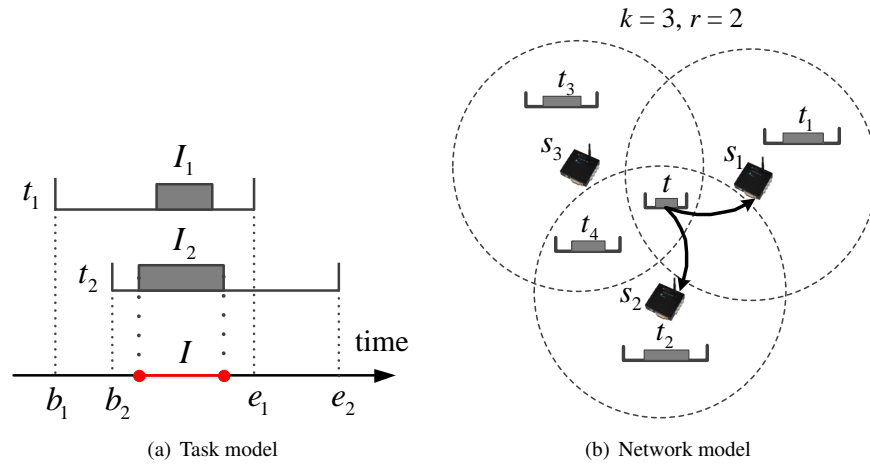 k = 3, r = 2
t₃
t₁
s₃
s₁
I₁
t
t₁
t₄
I₂
t₂
s₂
t₂
I
time
b₁
b₂
e₁
e₂
(a) Task model
(b) Network model